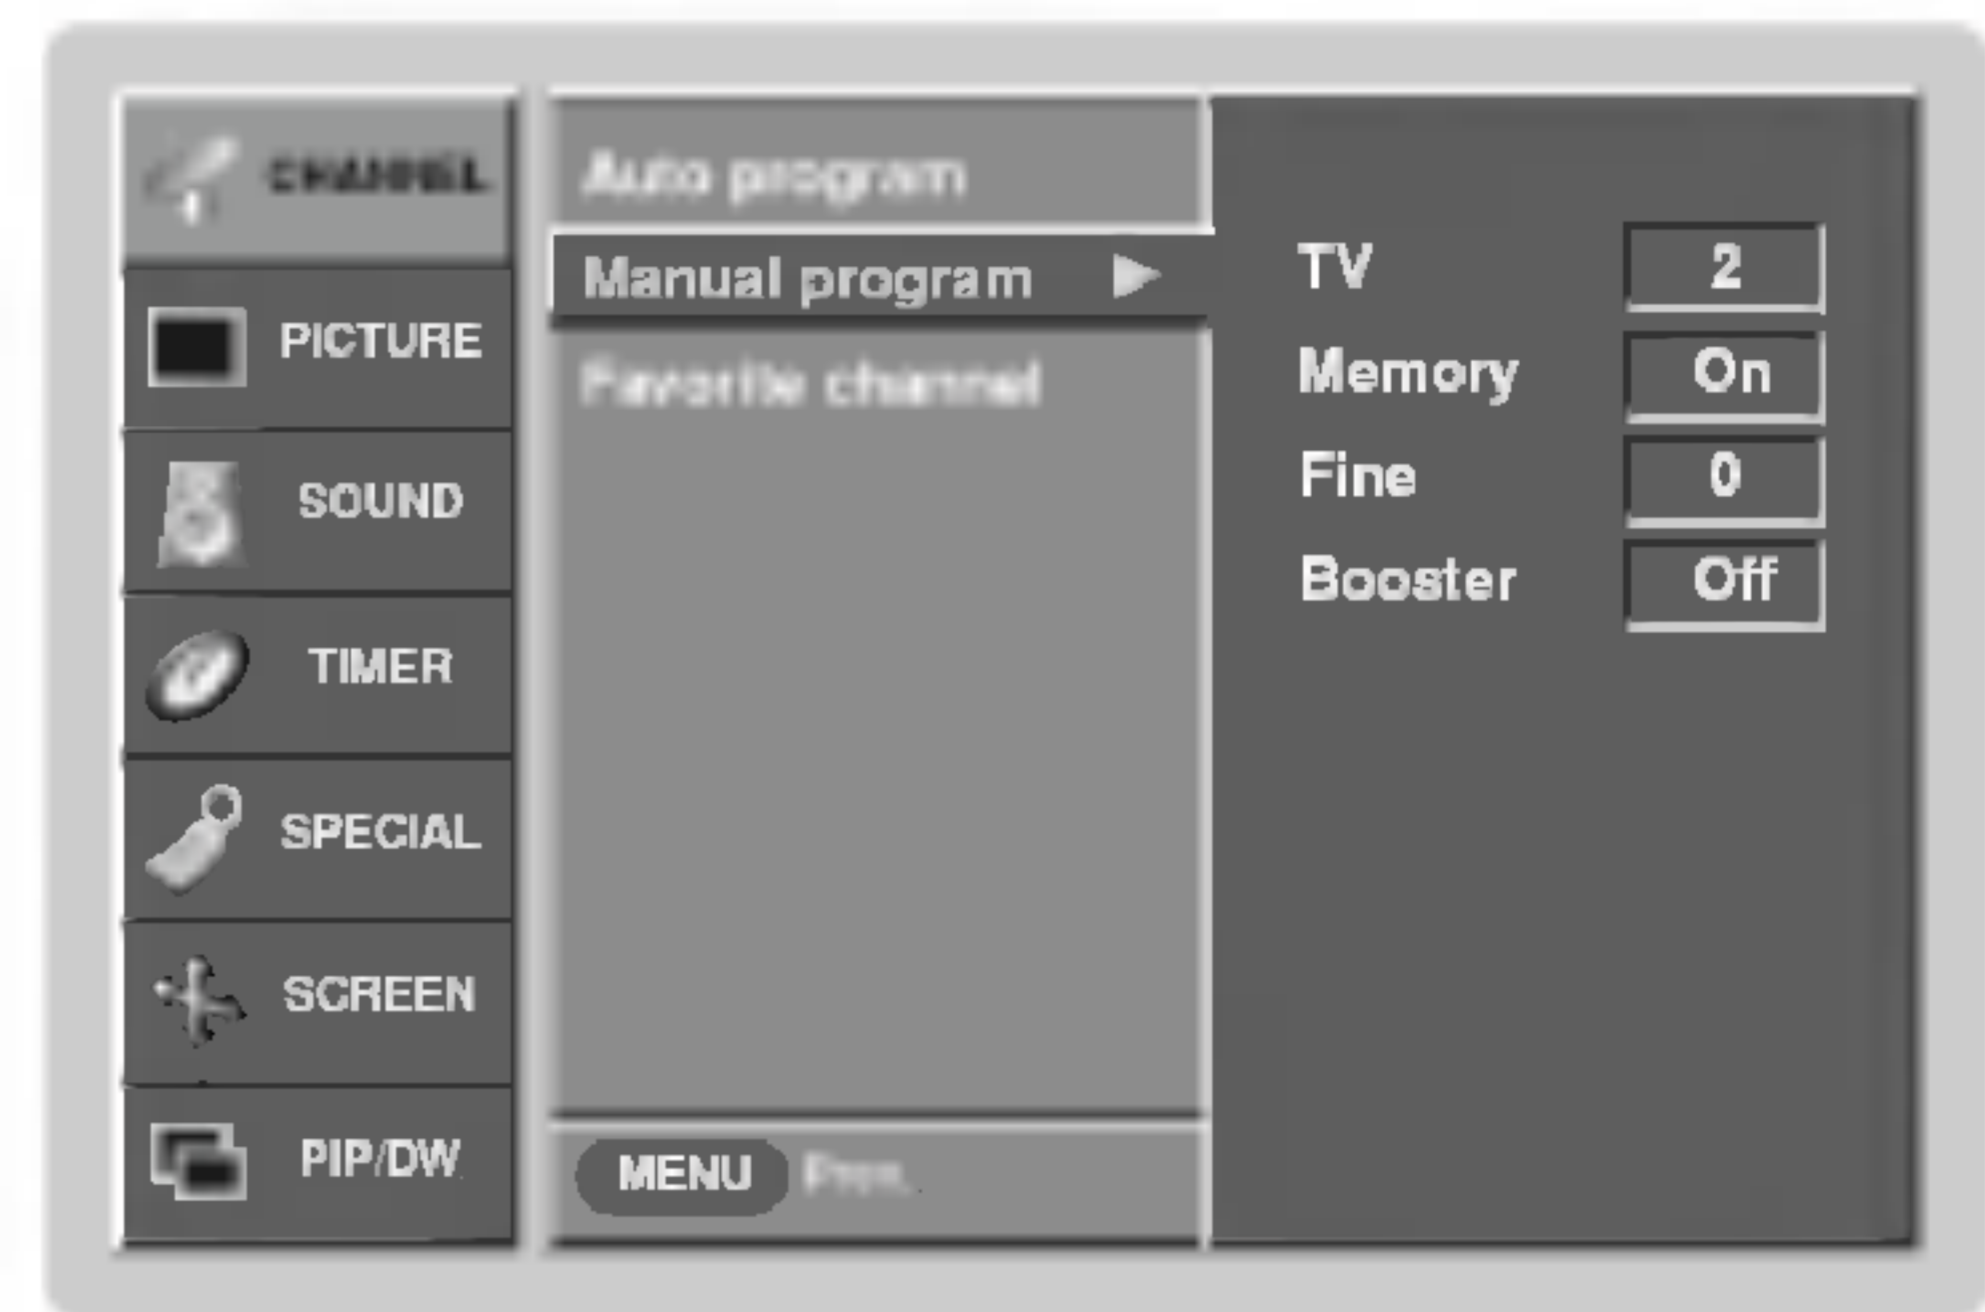 CHANNEL
PICTURE
SOUND
TIMER
SPECIAL
SCREEN
PIP/DW
Auto program
Manual program
Favorite channel
MENU Prev.
TV 2
Memory On
Fine 0
Booster Off